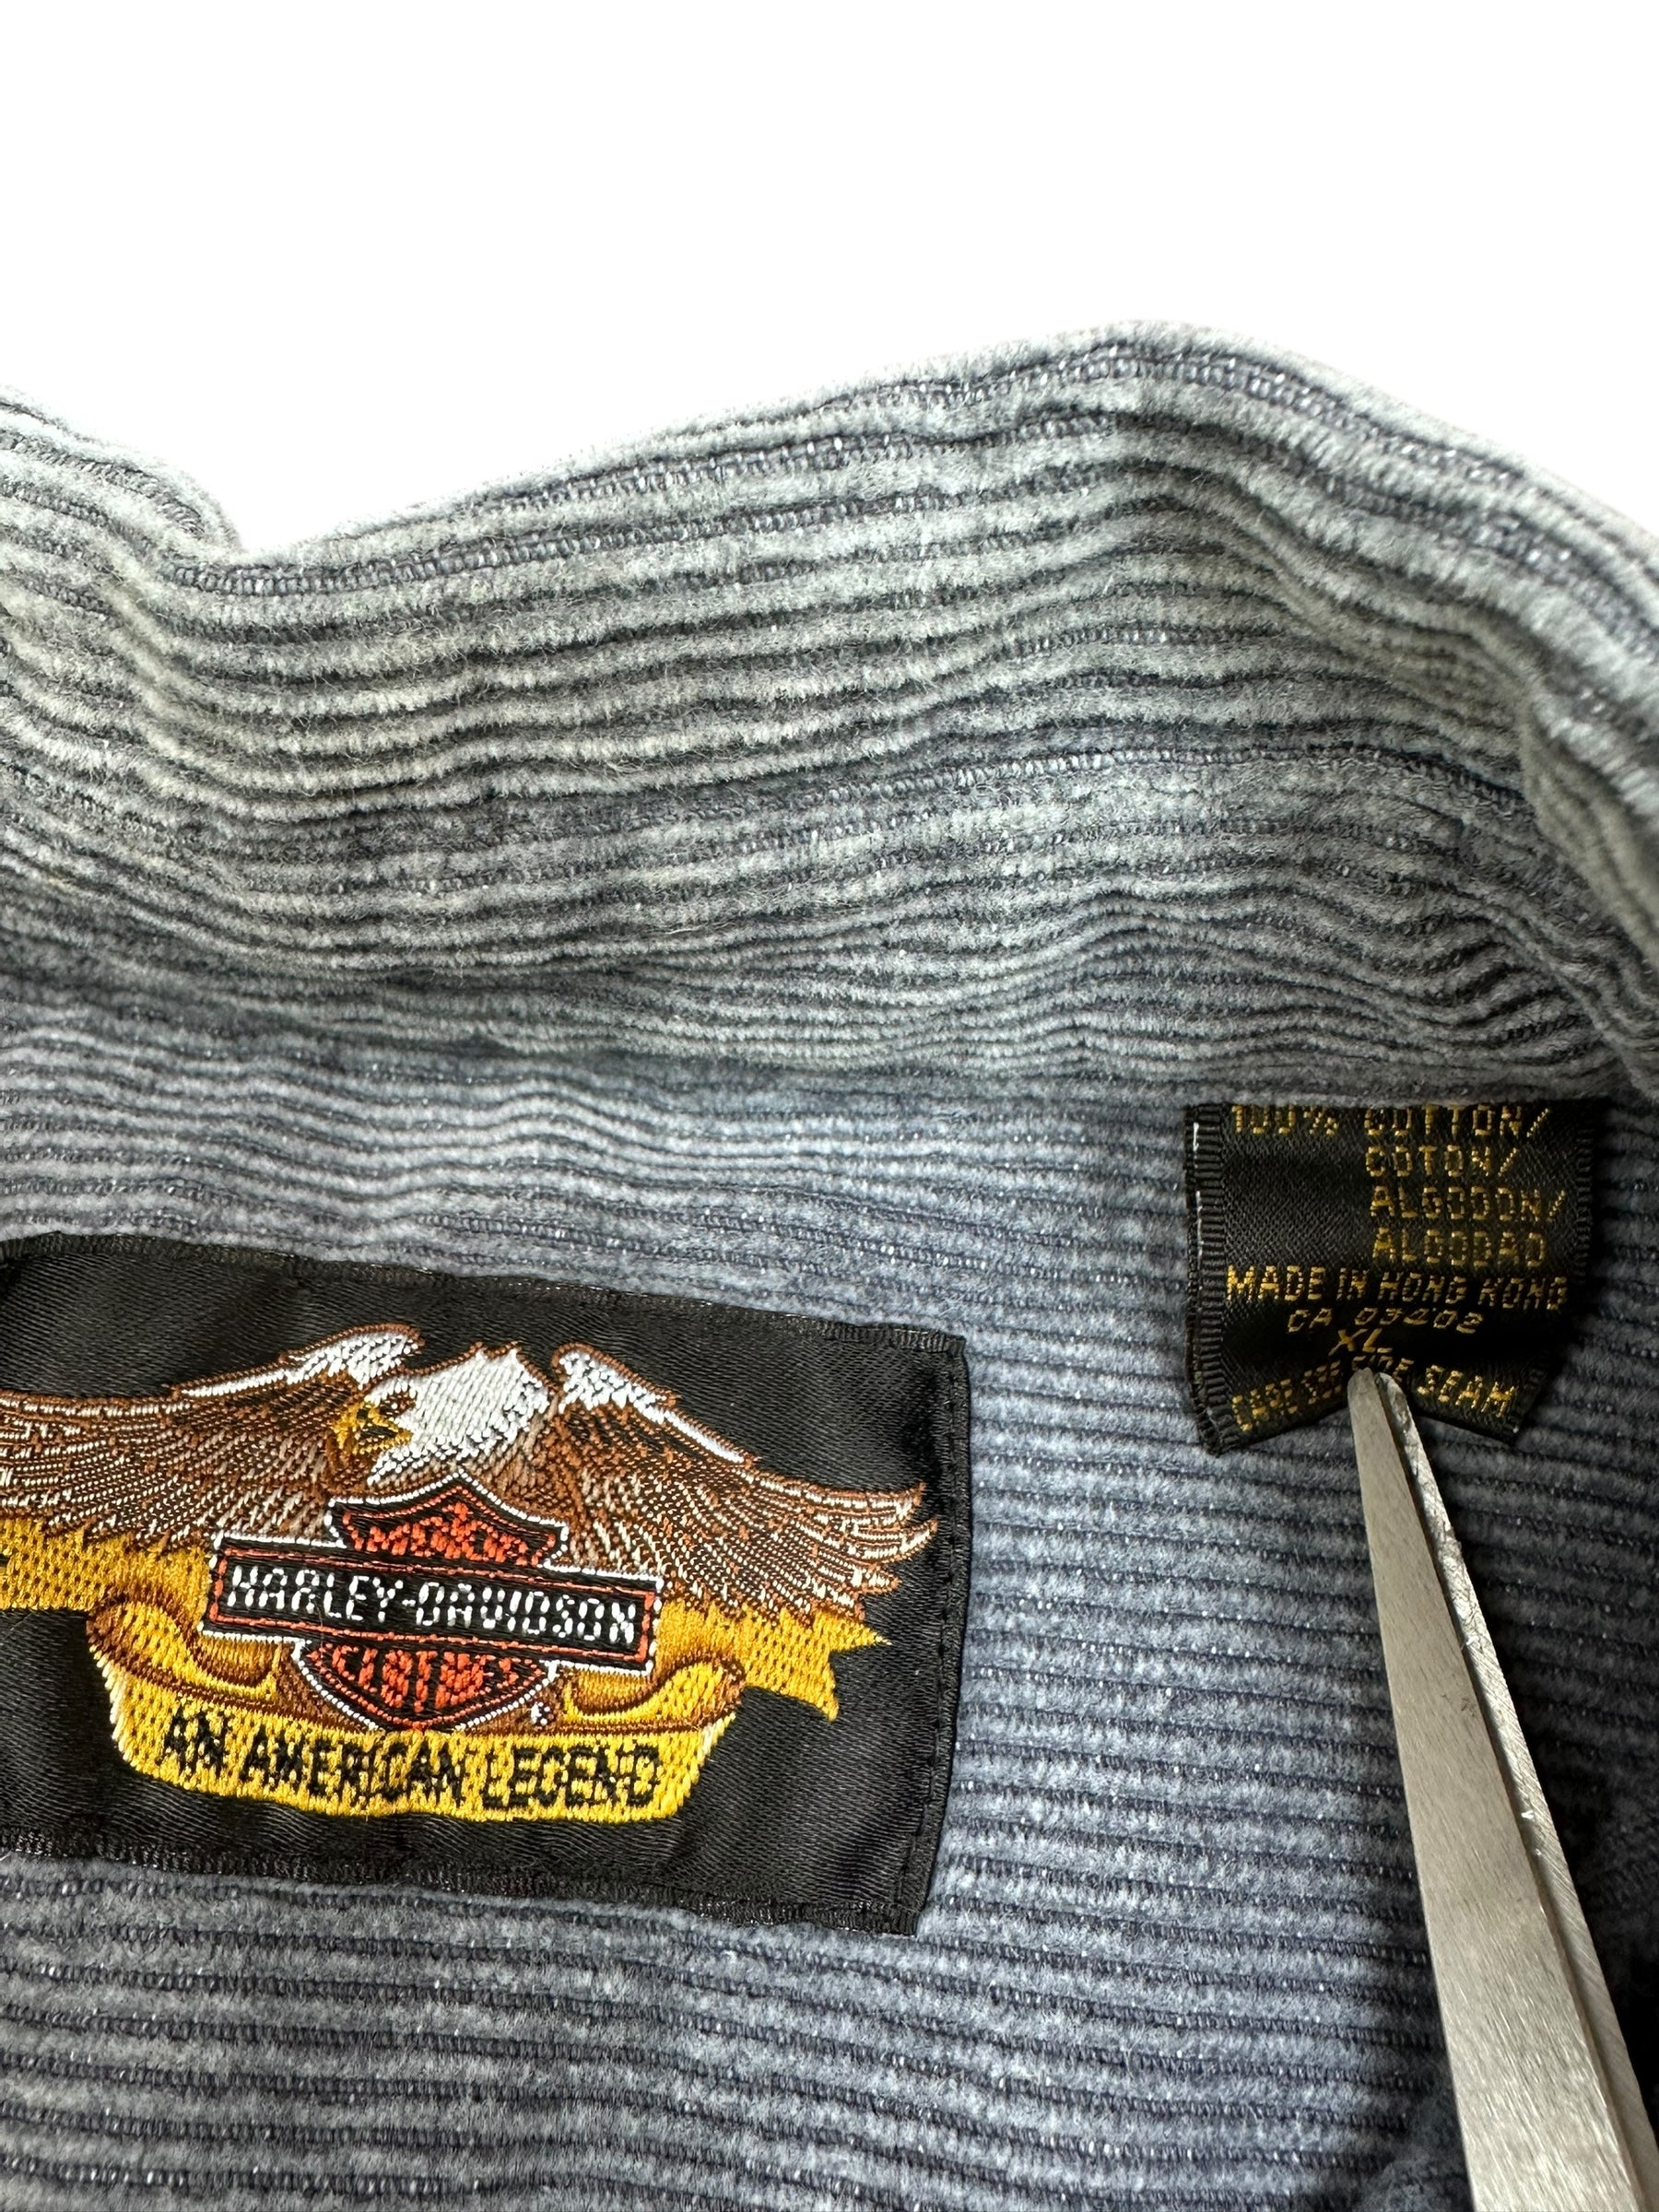 100% COTTON/
COTON/
ALGODON/
ALGODAO
MADE IN HONG KONG
CA 03402
XL
CARE SEE SIDE SEAM
MOTOR
HARLEY-DAVIDSON
CLOTHES
AN AMERICAN LEGEND